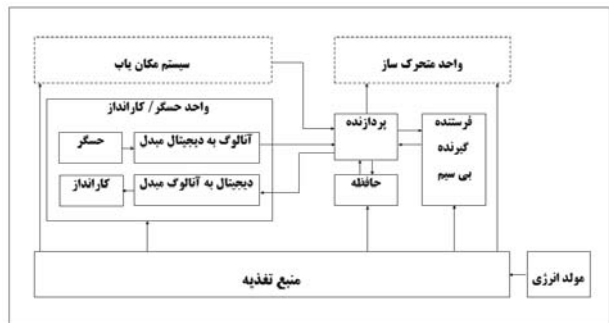 سیستم مکان یاب
واحد متحرک ساز
واحد حسگر/ کارانداز
حسگر
آنالوگ به دیجیتال مبدل
کارانداز
دیجیتال به آنالوگ مبدل
پردازنده
حافظه
فرستنده
گیرنده
بی سیم
منبع تغذیه
مولد انرژی